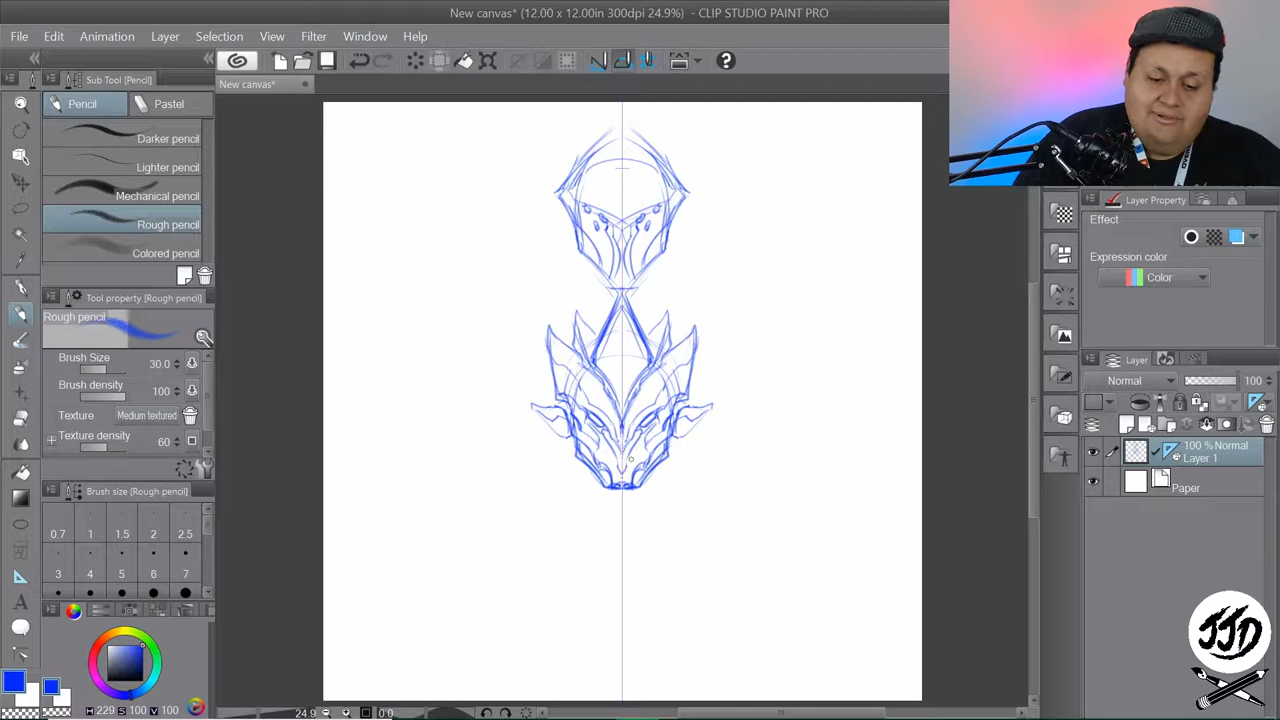 New canvas* (12.00 x 12.00in 300dpi 24.9%) - CLIP STUDIO PAINT PRO
File Edit Animation Layer Selection View Filter Window Help
Sub Tool [Pencil]
New canvas*
Pencil Pastel
Darker pencil
Lighter pencil
Mechanical pencil
Rough pencil
Colored pencil
Tool property [Rough pencil]
Rough pencil
Brush Size 30.0
Brush density 100
Texture Medium textured
Texture density 60
Brush size [Rough pencil]
0.7 1 1.5 2 2.5
3 4 5 6 7
H 229 S 100 V 100
24.9 0.0
Layer Property
Effect
Expression color
Color
Layer
Normal 100
100 % Normal
Layer 1
Paper
JJD